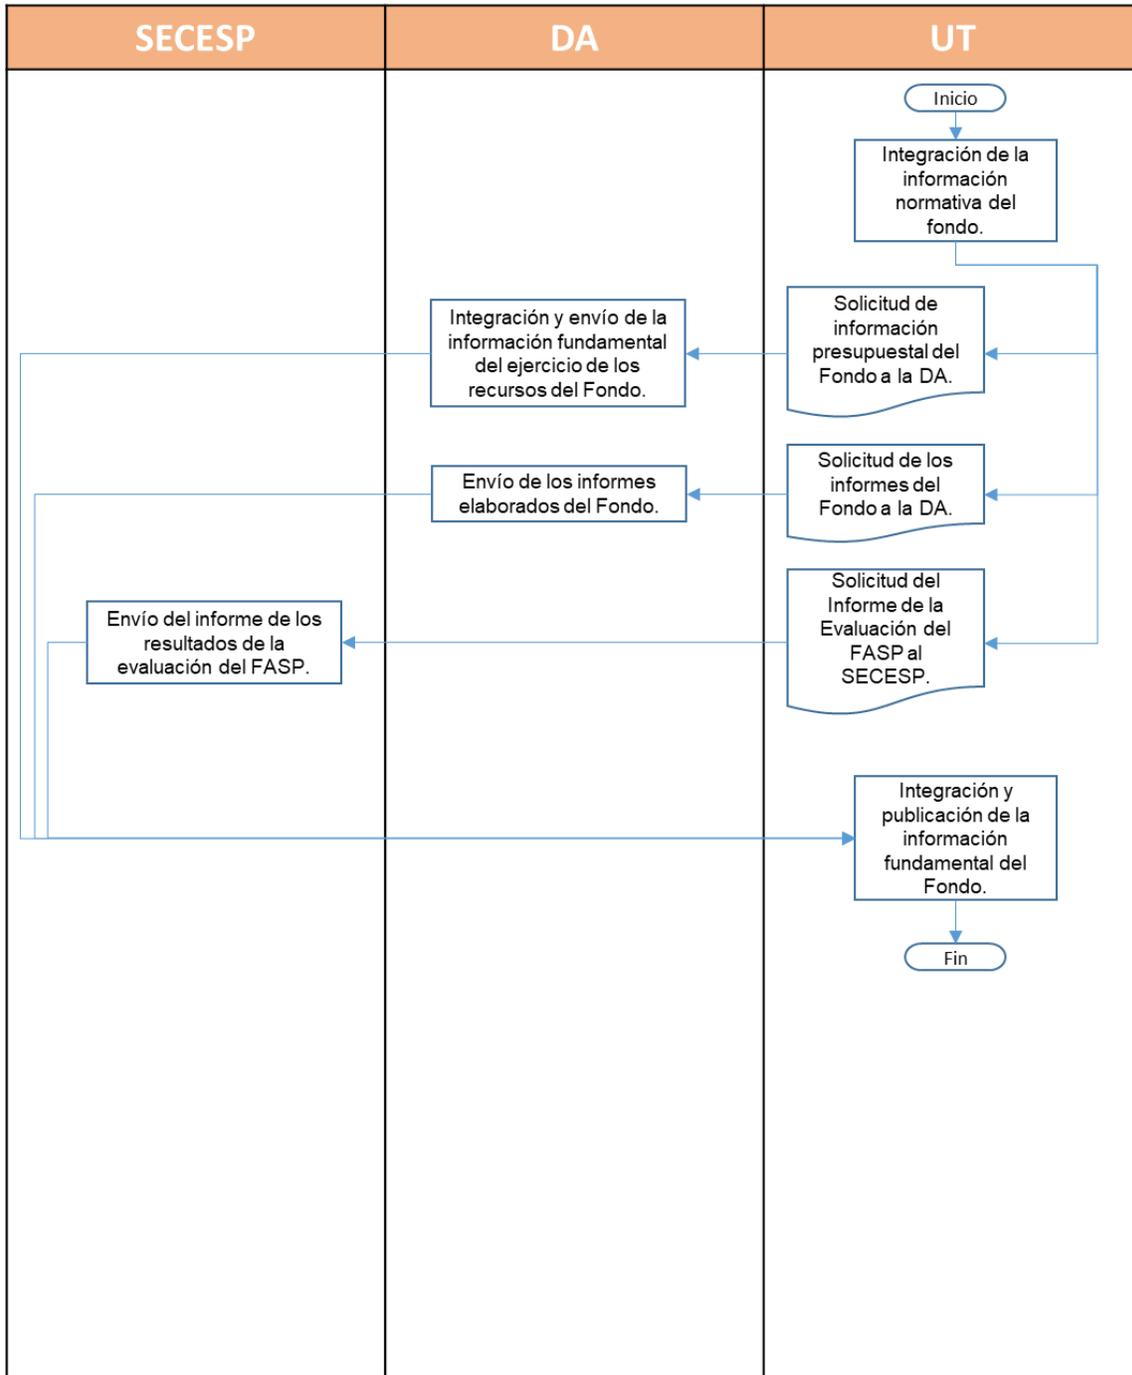 SECESP
DA
UT
Inicio
Integración de la
información
normativa del
fondo.
Solicitud de
información
presupuestal del
Fondo a la DA.
Integración y envío de la
información fundamental
del ejercicio de los
recursos del Fondo.
Solicitud de los
informes del
Fondo a la DA.
Envío de los informes
elaborados del Fondo.
Solicitud del
Informe de la
Evaluación del
FASP al
SECESP.
Envío del informe de los
resultados de la
evaluación del FASP.
Integración y
publicación de la
información
fundamental del
Fondo.
Fin